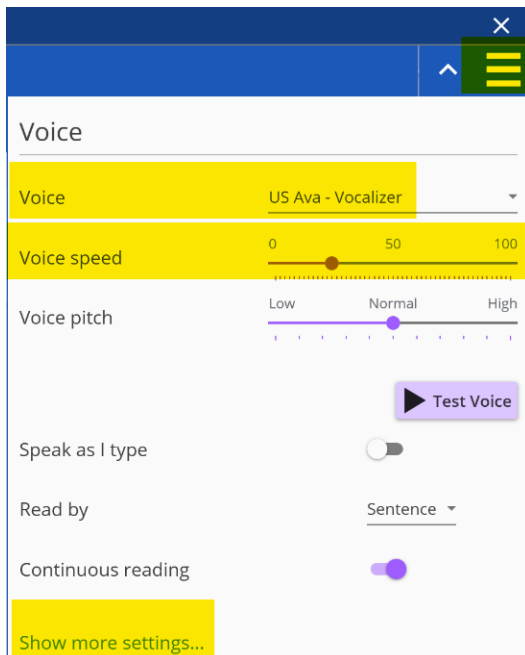 Voice
Voice US Ava - Vocalizer
0 50 100
Voice speed
Low Normal High
Voice pitch
Test Voice
Speak as I type
Read by Sentence
Continuous reading
Show more settings...